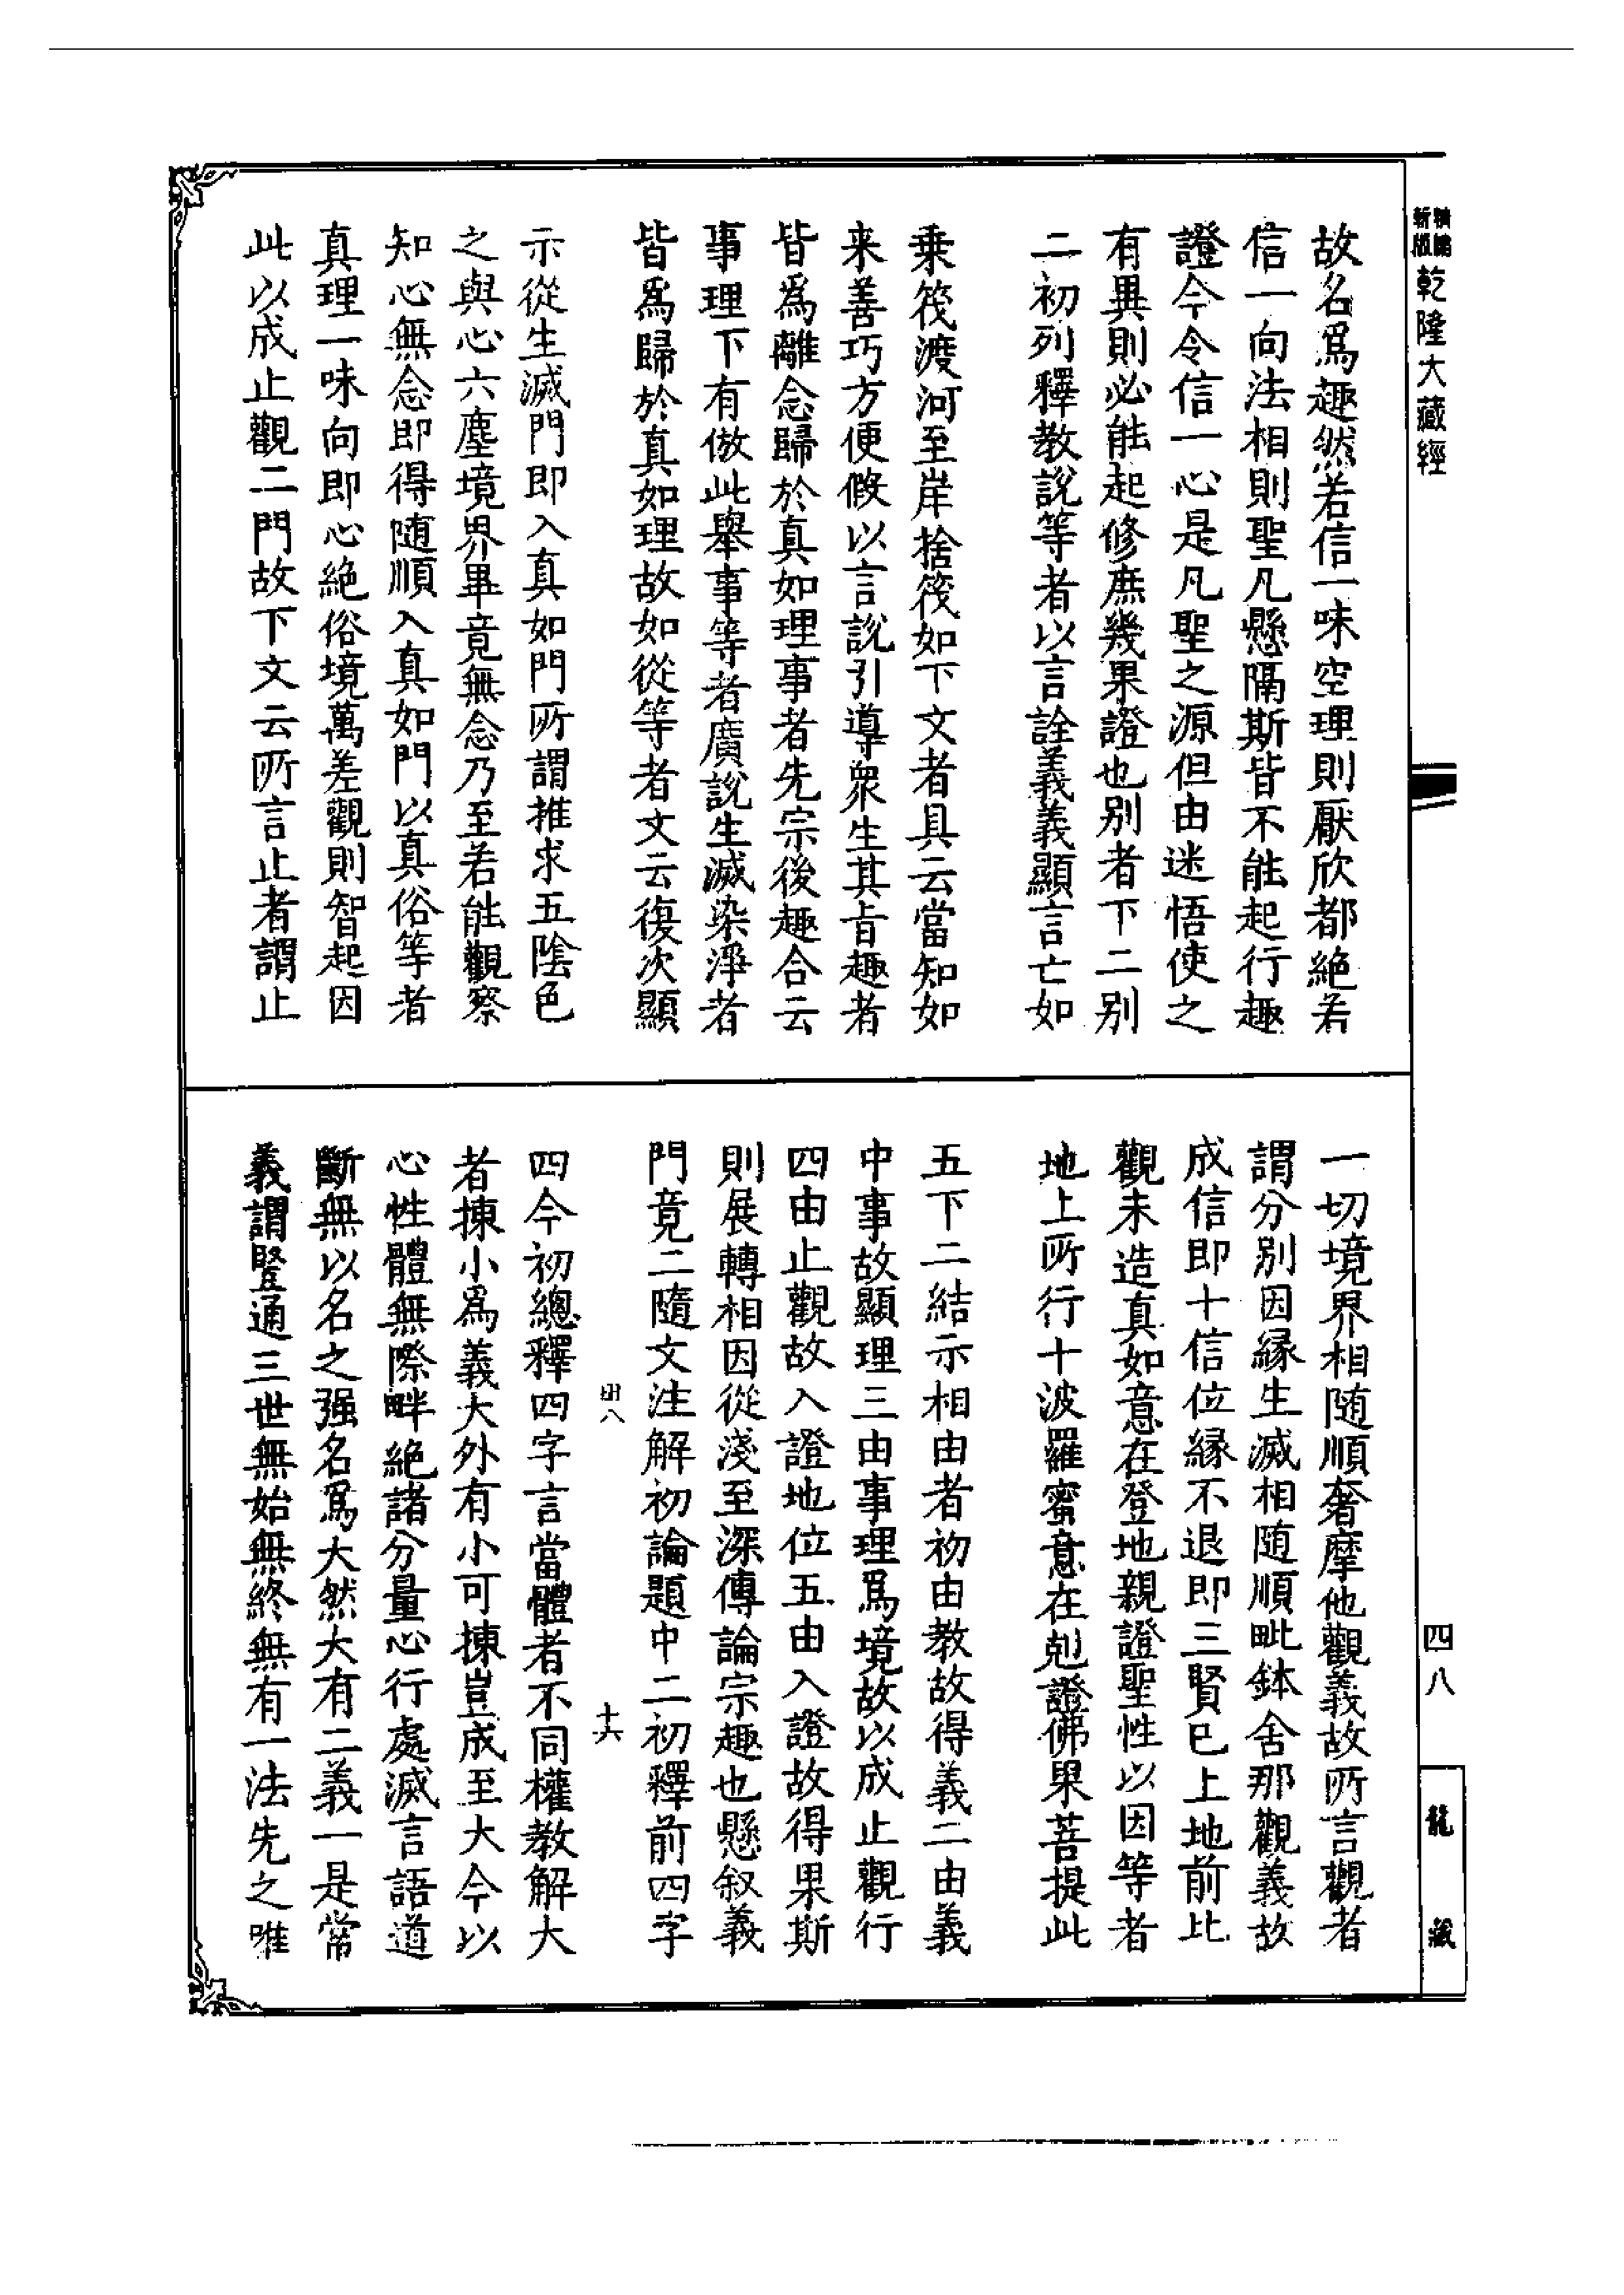 新編
新版
乾隆大藏經
故名爲趣然若信一味空理則厭欣都絶若
信一向法相則聖凡懸隔斯皆不能起行趣
證今令信一心是凡聖之源但由迷悟使之
有異則必能起修庶幾果證也别者下二别
二初列釋教說等者以言詮義義顯言亡如
乗筏渡河至岸捨筏如下文者具云當知如
来善巧方便假以言說引導衆生其㫖趣者
皆爲離念歸於真如理事者先宗後趣合云
事理下有倣此舉事等者廣說生滅染淨者
皆爲歸於真如理故如從等者文云復次顯
示從生滅門即入真如門所謂推求五陰色
之與心六塵境界畢竟無念乃至若能觀察
知心無念即得随順入真如門以真俗等者
真理一味向即心絶俗境萬差觀則智起因
此以成止觀二門故下文云所言止者謂止
一切境界相随順奢摩他觀義故所言觀者
謂分别因縁生滅相随順毗鉢舍那觀義故
成信即十信位縁不退即三賢已上地前比
觀未造真如意在登地親證聖性以因等者
地上所行十波羅蜜意在剋證佛果菩提此
五下二結示相由者初由教故得義二由義
中事故顯理三由事理爲境故以成止觀行
四由止觀故入證地位五由入證故得果斯
則展轉相因從淺至深傳論宗趣也懸叙義
門竟二隨文注解初論題中二初釋前四字
十六
四今初總釋四字言當體者不同權教解大
者揀小爲義大外有小可揀豈成至大今以
心性體無際畔絶諸分量心行處滅言語道
斷無以名之强名爲大然大有二義一是常
義謂竪通三世無始無終無有一法先之唯
四八
龍藏